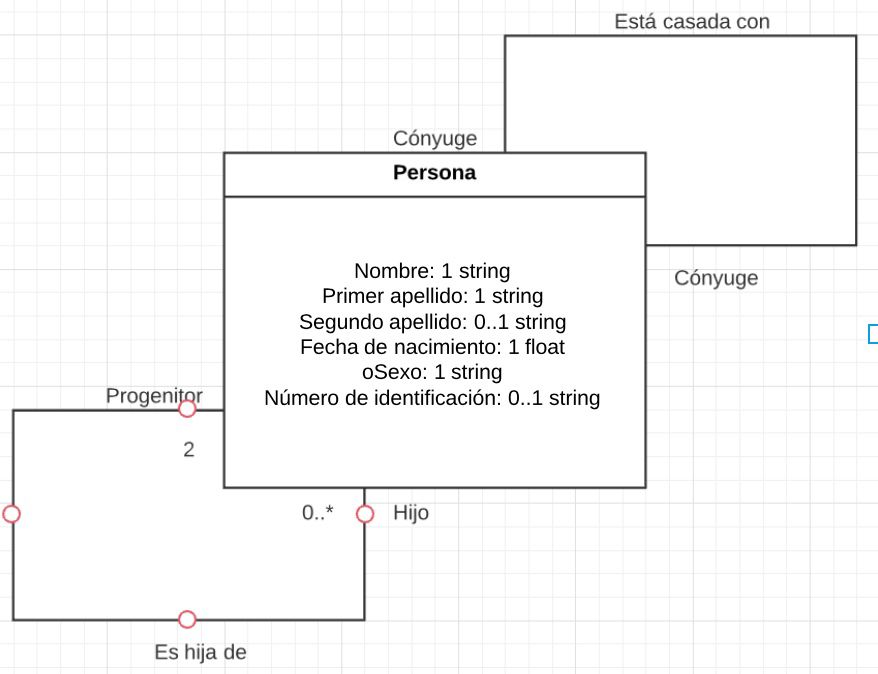 Está casada con
Cónyuge
Persona
Nombre: 1 string
Primer apellido: 1 string
Segundo apellido: 0..1 string
Fecha de nacimiento: 1 float
oSexo: 1 string
Número de identificación: 0..1 string
Cónyuge
Progenitor
2
0..*
Hijo
Es hija de